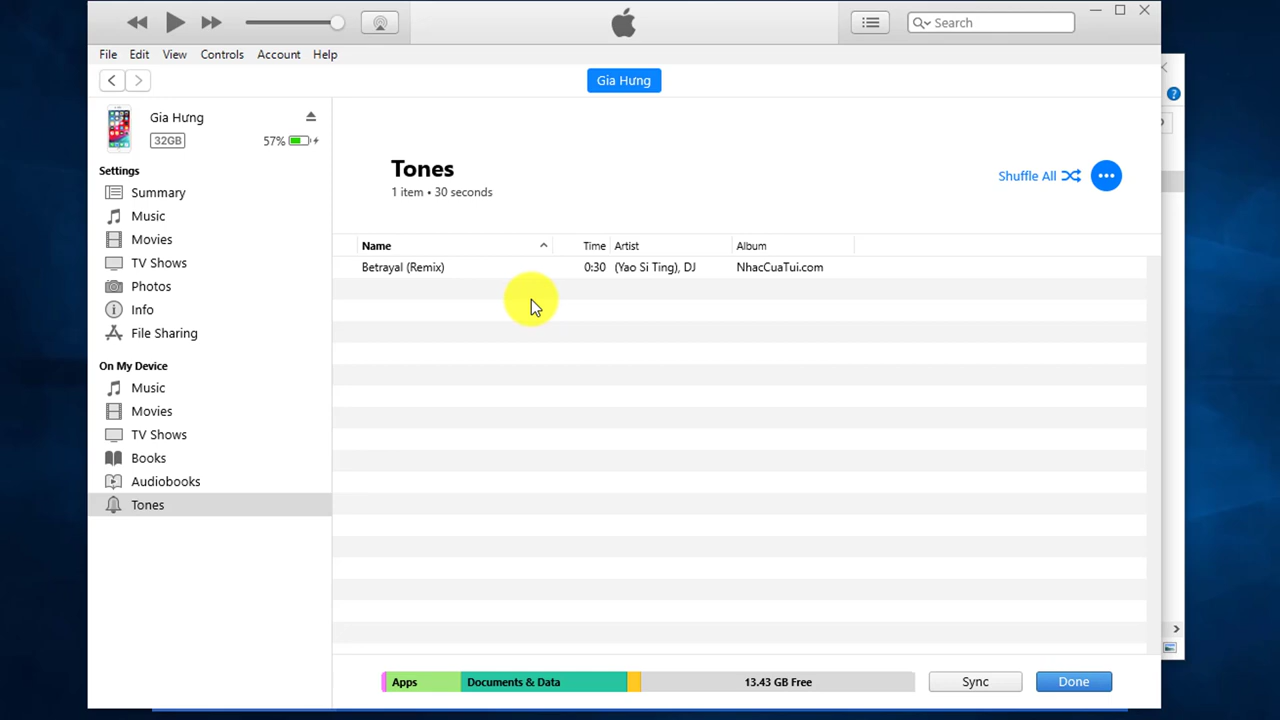 Search
File Edit View Controls Account Help
Gia Hưng
Gia Hưng
32GB
57%
Settings
Summary
Music
Movies
TV Shows
Photos
Info
File Sharing
On My Device
Music
Movies
TV Shows
Books
Audiobooks
Tones
Tones
1 item • 30 seconds
Shuffle All
Name Time Artist Album
Betrayal (Remix) 0:30 (Yao Si Ting), DJ NhacCuaTui.com
Apps Documents & Data 13.43 GB Free Sync Done